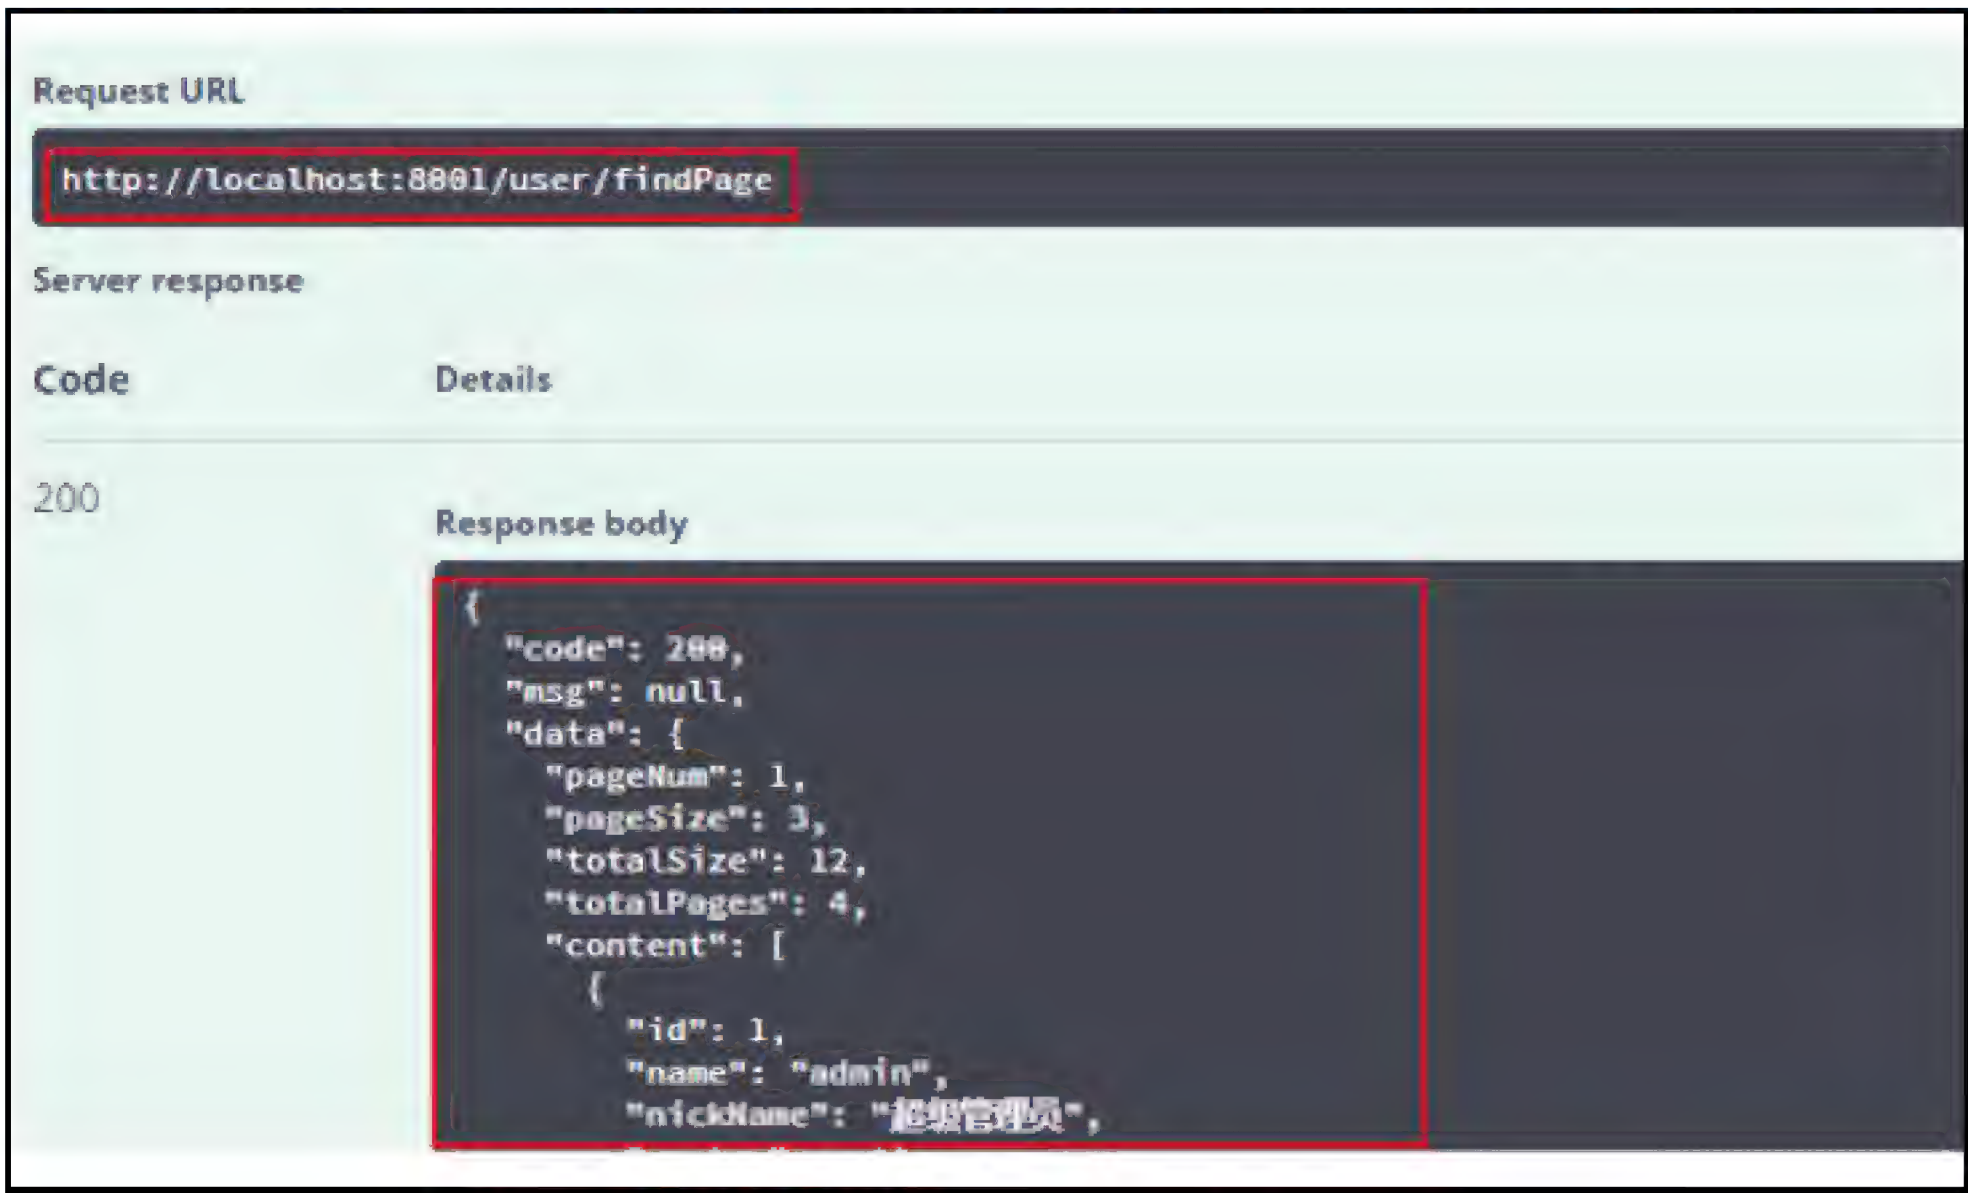 Request URL
http://localhost:8001/user/findPage
Server response
Code Details
200
Response body
{
"code": 200,
"msg": null,
"data": {
"pageNum": 1,
"pageSize": 3,
"totalSize": 12,
"totalPages": 4,
"content": [
{
"id": 1,
"name": "admin",
"nickName": "超级管理员",